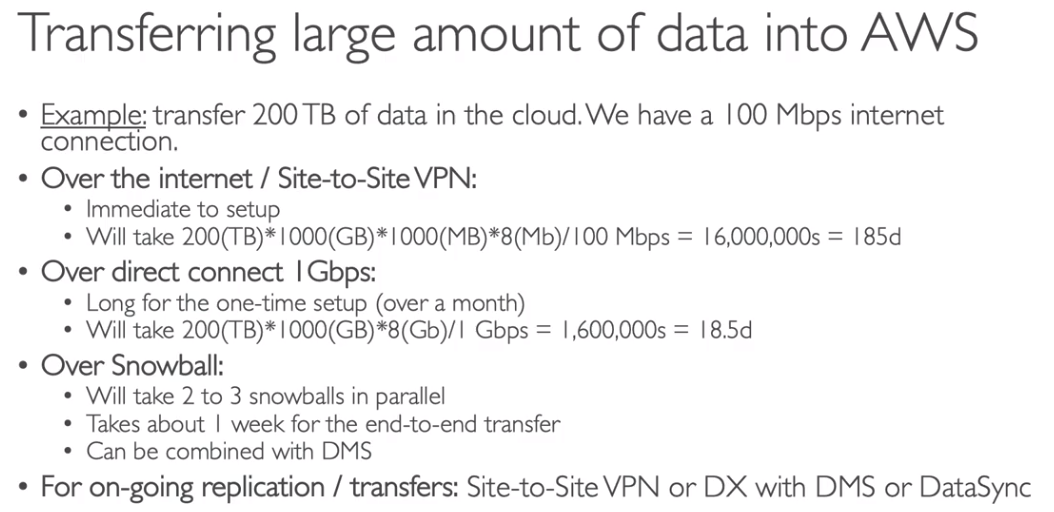 Transferring large amount of data into AWS
• Example: transfer 200 TB of data in the cloud. We have a 100 Mbps internet
connection.
• Over the internet / Site-to-Site VPN:
• Immediate to setup
• Will take 200(TB)*1000(GB)*1000(MB)*8(Mb)/100 Mbps = 16,000,000s = 185d
• Over direct connect 1Gbps:
• Long for the one-time setup (over a month)
• Will take 200(TB)*1000(GB)*8(Gb)/1 Gbps = 1,600,000s = 18.5d
• Over Snowball:
• Will take 2 to 3 snowballs in parallel
• Takes about 1 week for the end-to-end transfer
• Can be combined with DMS
• For on-going replication / transfers: Site-to-Site VPN or DX with DMS or DataSync